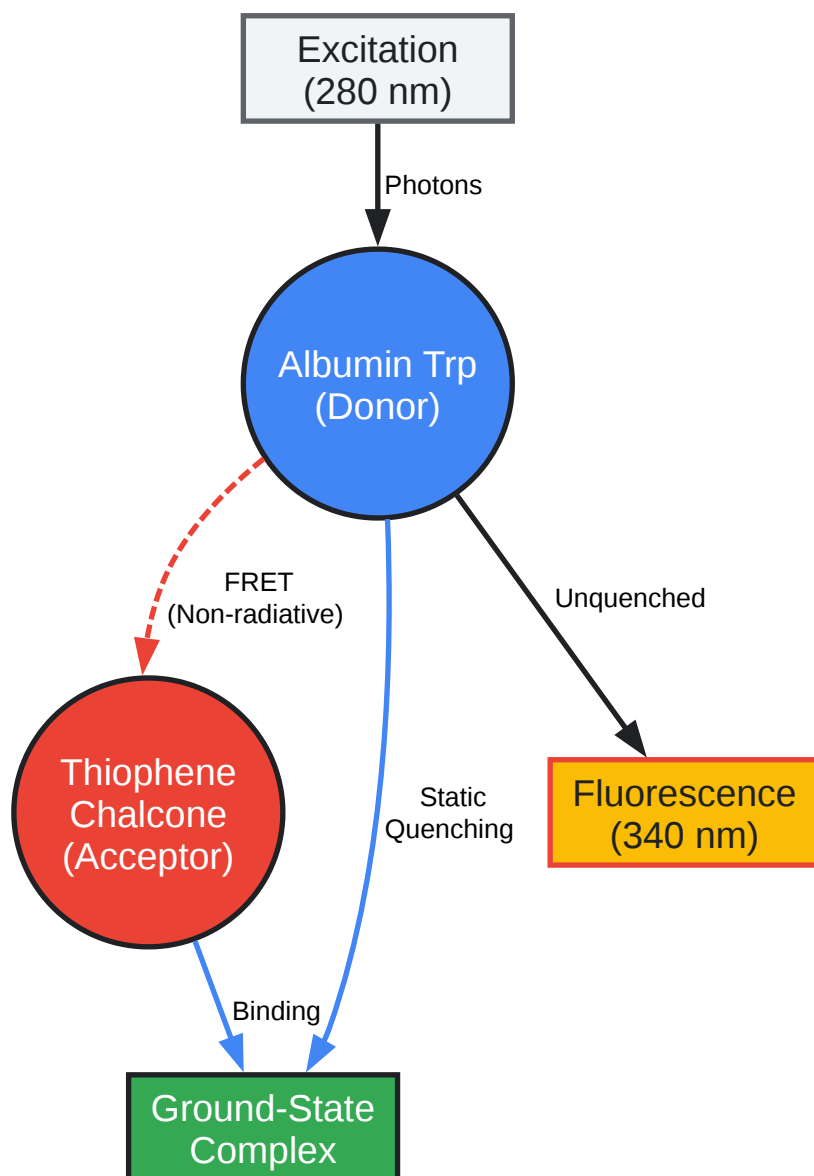 Excitation
(280 nm)
Photons
Albumin Trp
(Donor)
FRET
(Non-radiative)
Unquenched
Thiophene
Chalcone
(Acceptor)
Static
Quenching
Fluorescence
(340 nm)
Binding
Ground-State
Complex